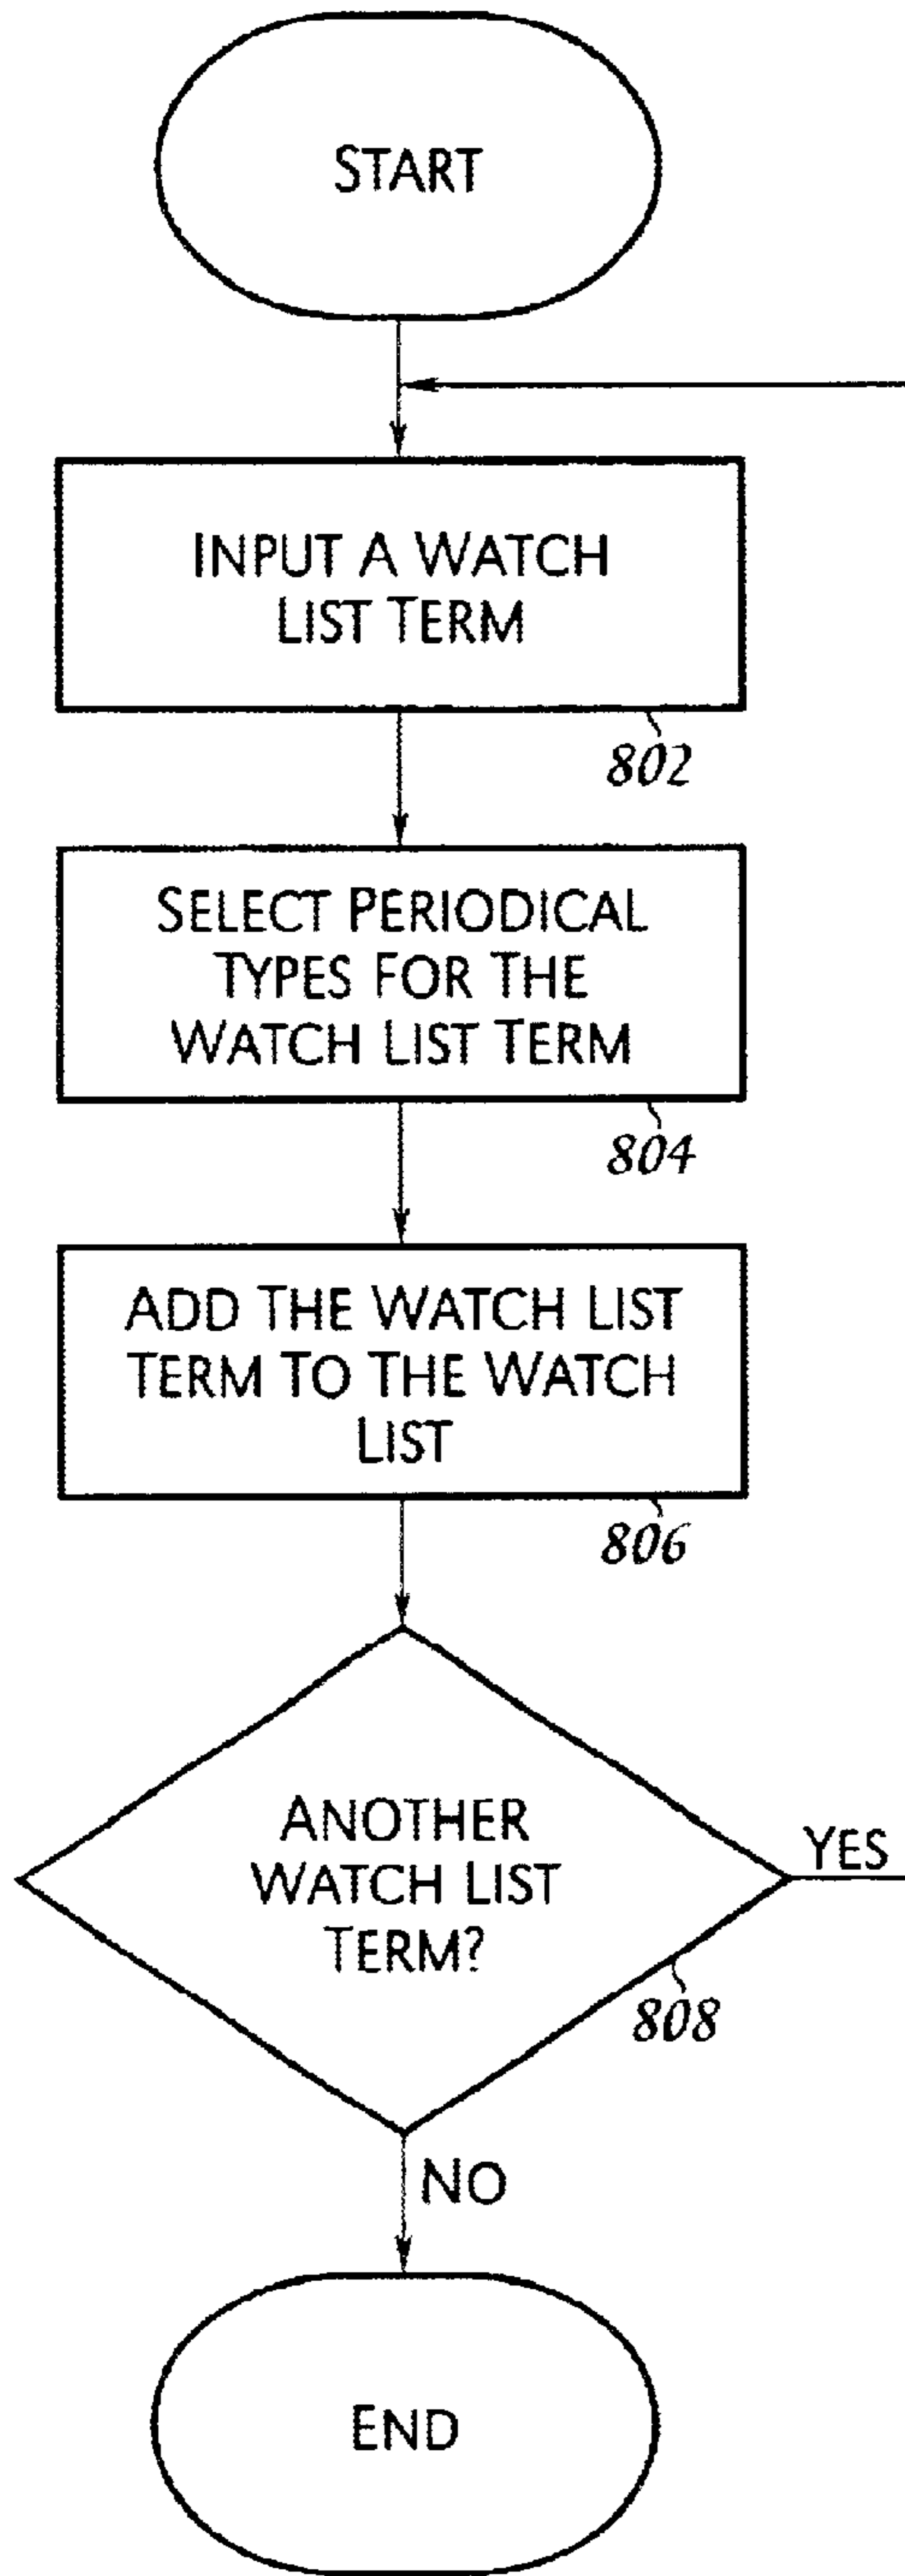 START
INPUT A WATCH
LIST TERM
802
SELECT PERIODICAL
TYPES FOR THE
WATCH LIST TERM
804
ADD THE WATCH LIST
TERM TO THE WATCH
LIST
806
ANOTHER
WATCH LIST
TERM?
YES
808
NO
END